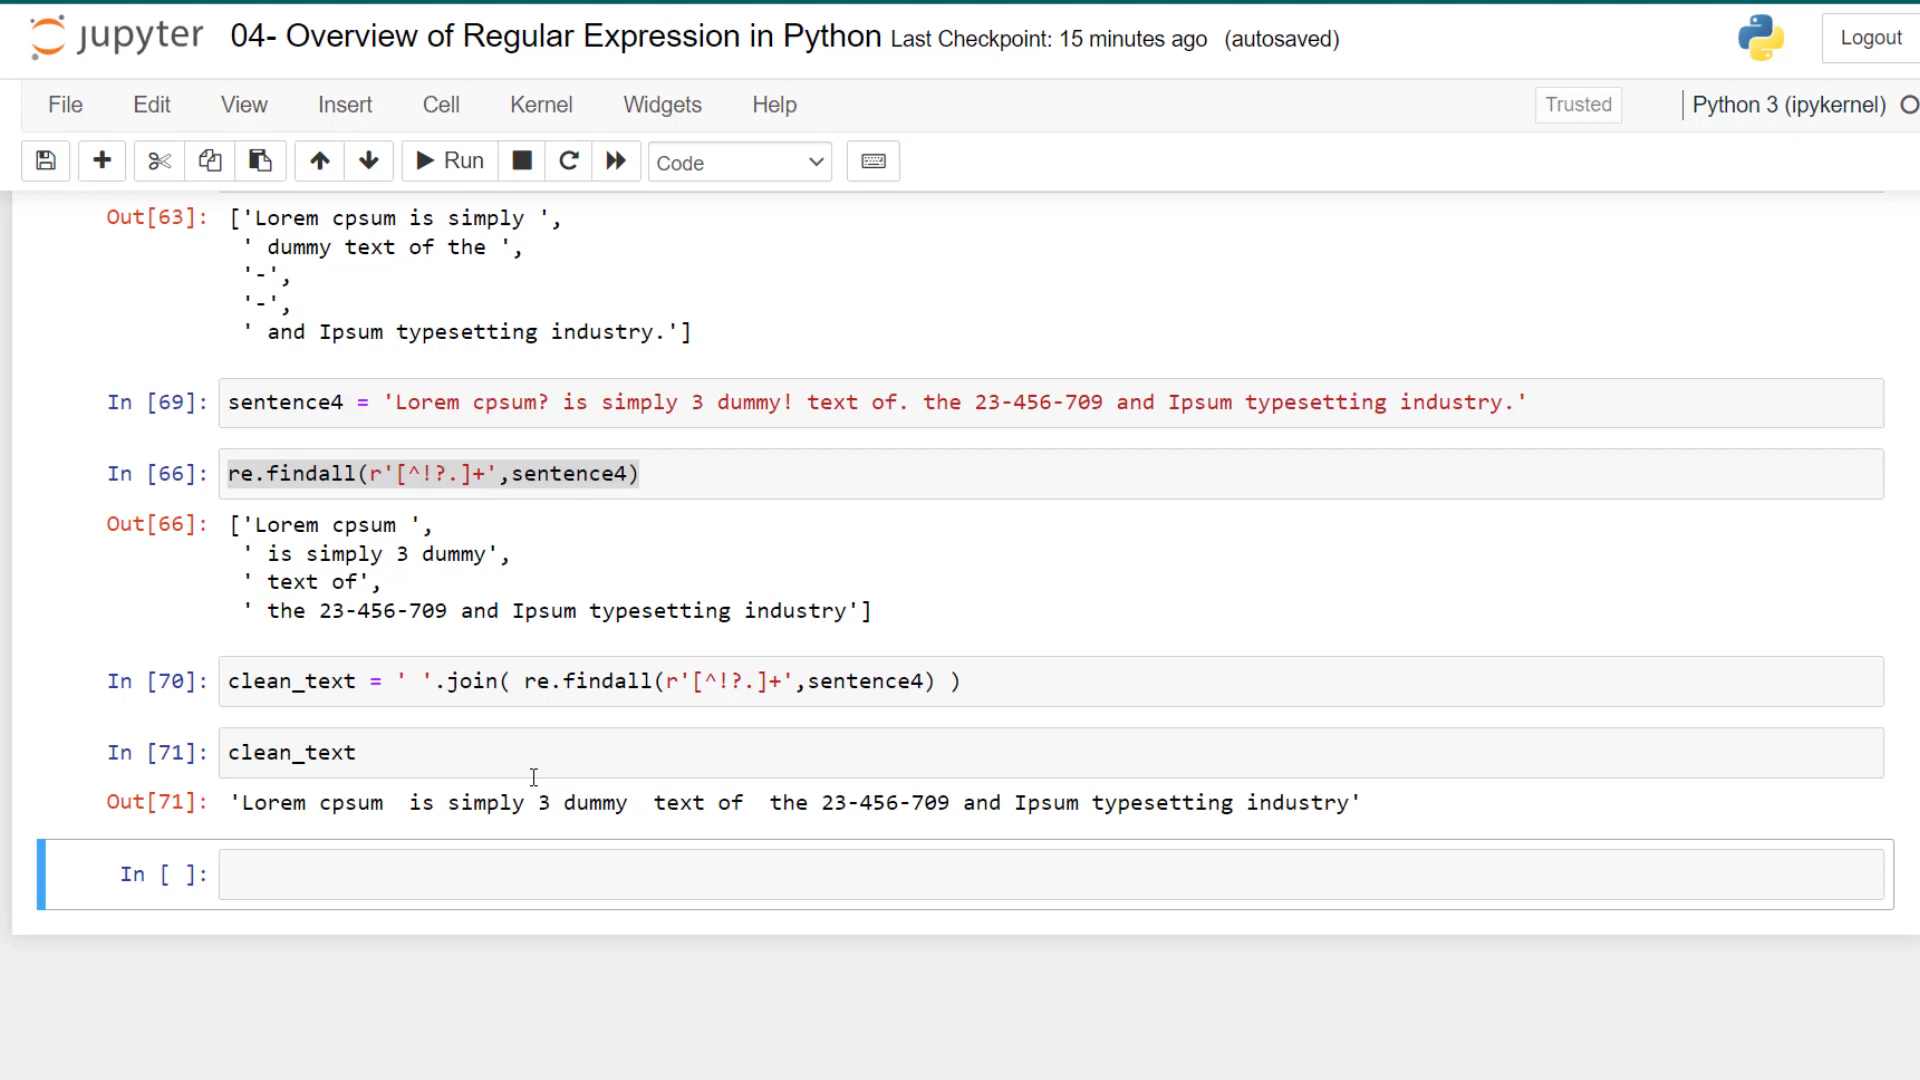 jupyter 04- Overview of Regular Expression in Python Last Checkpoint: 15 minutes ago (autosaved) Logout
File Edit View Insert Cell Kernel Widgets Help Trusted Python 3 (ipykernel)
Run Code
Out[63]: ['Lorem cpsum is simply ',
' dummy text of the ',
'-',
'-',
' and Ipsum typesetting industry.']
In [69]: sentence4 = 'Lorem cpsum? is simply 3 dummy! text of. the 23-456-709 and Ipsum typesetting industry.'
In [66]: re.findall(r'[^!?.]+',sentence4)
Out[66]: ['Lorem cpsum ',
' is simply 3 dummy',
' text of',
' the 23-456-709 and Ipsum typesetting industry']
In [70]: clean_text = ' '.join( re.findall(r'[^!?.]+',sentence4) )
In [71]: clean_text
Out[71]: 'Lorem cpsum  is simply 3 dummy  text of  the 23-456-709 and Ipsum typesetting industry'
In [ ]: